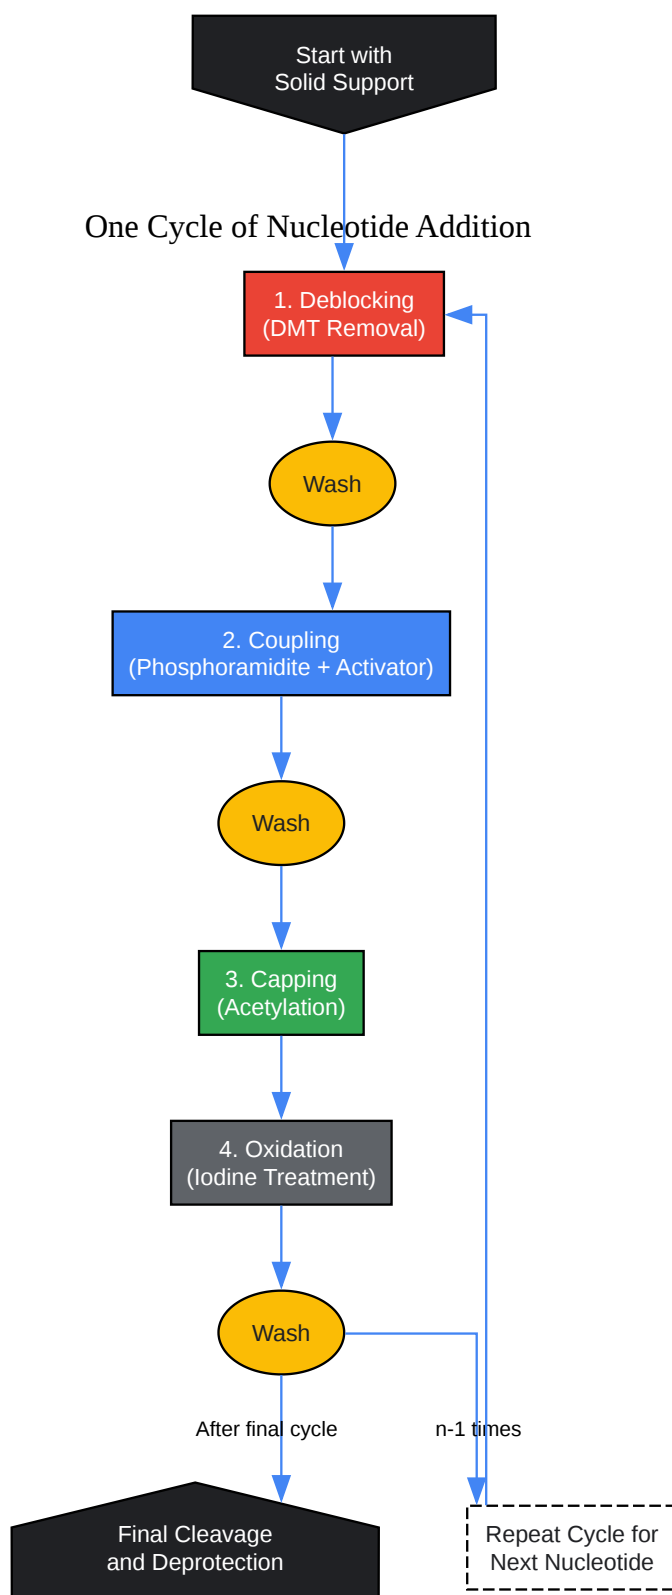 Start with
Solid Support
One Cycle of Nucleotide Addition
1. Deblocking
(DMT Removal)
Wash
2. Coupling
(Phosphoramidite + Activator)
Wash
3. Capping
(Acetylation)
4. Oxidation
(Iodine Treatment)
Wash
After final cycle
n-1 times
Final Cleavage
and Deprotection
Repeat Cycle for
Next Nucleotide